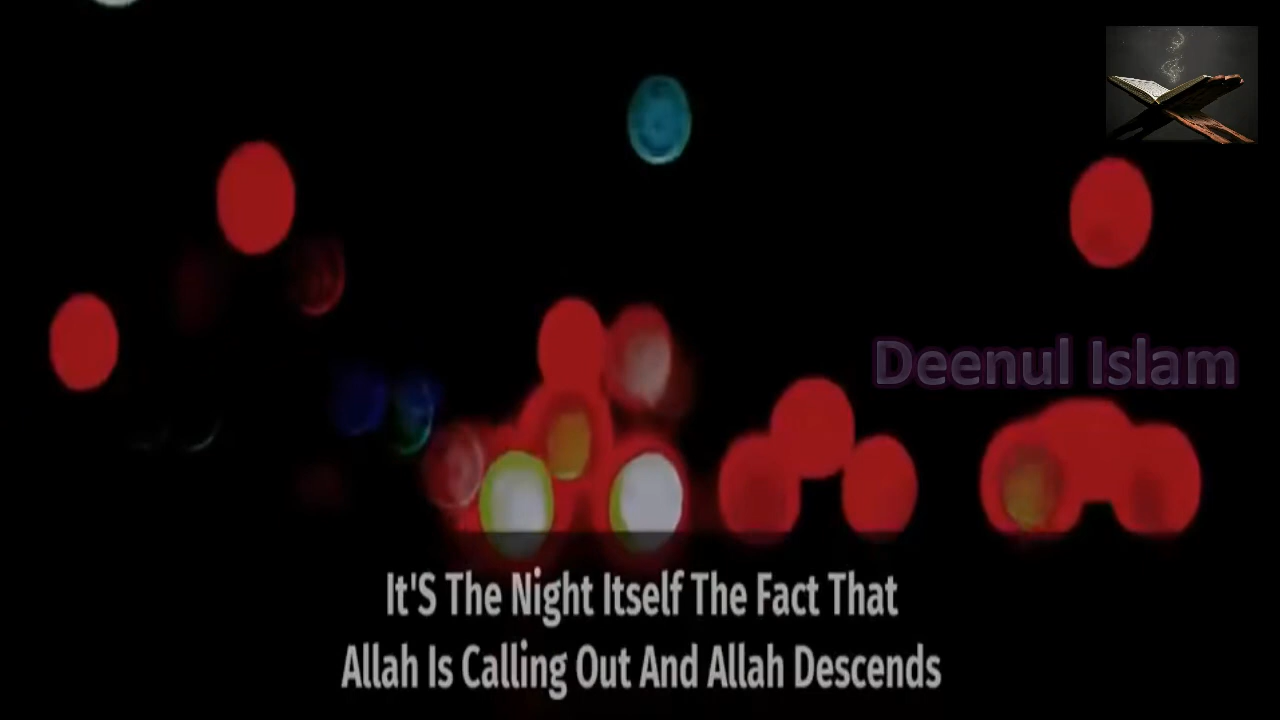 Deenul Islam
It'S The Night Itself The Fact That
Allah Is Calling Out And Allah Descends